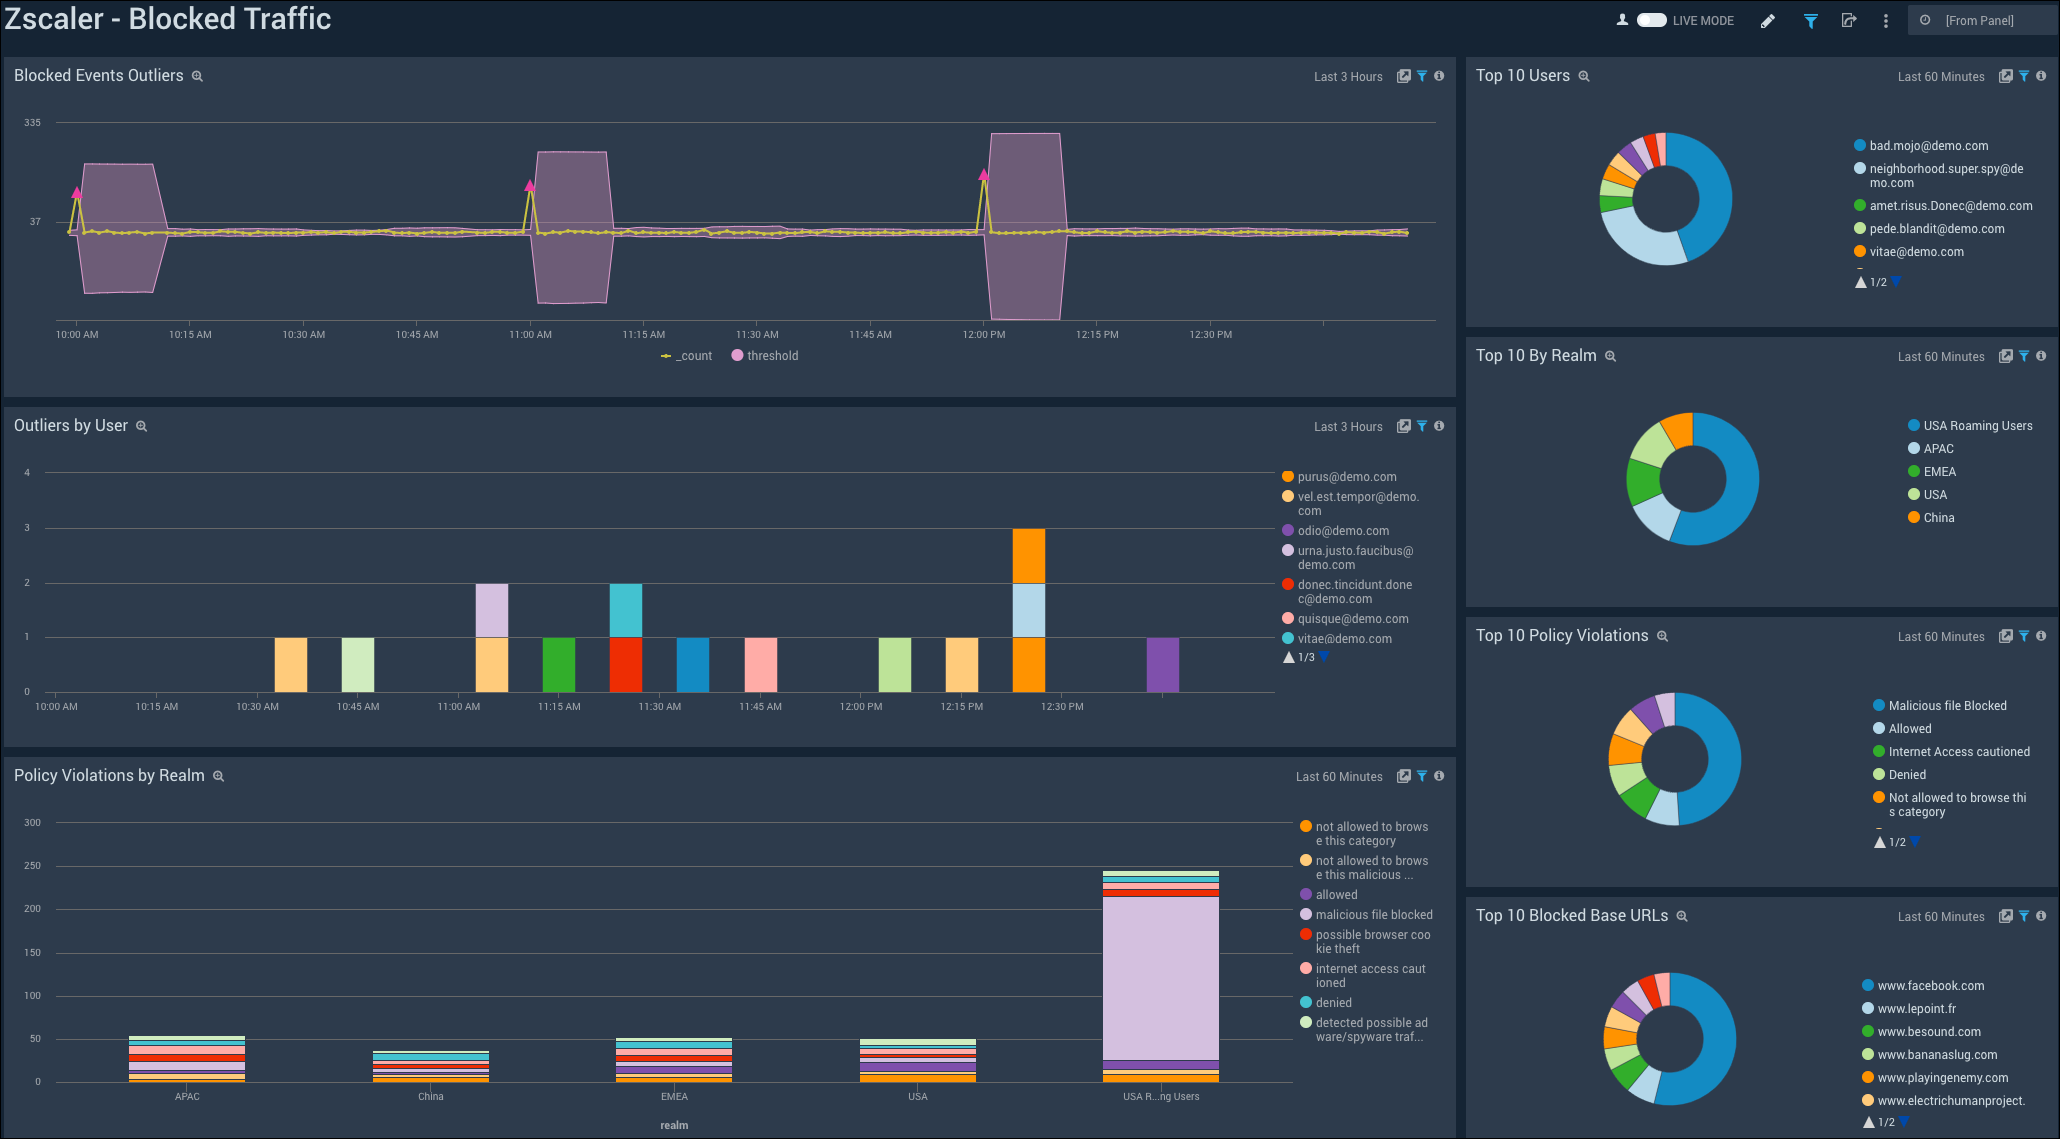 Zscaler - Blocked Traffic
LIVE MODE
[From Panel]
Blocked Events Outliers
Last 3 Hours
335
37
10:00 AM 10:15 AM 10:30 AM 10:45 AM 11:00 AM 11:15 AM 11:30 AM 11:45 AM 12:00 PM 12:15 PM 12:30 PM
_count threshold
Outliers by User
Last 3 Hours
4
3
2
1
0
10:00 AM 10:15 AM 10:30 AM 10:45 AM 11:00 AM 11:15 AM 11:30 AM 11:45 AM 12:00 PM 12:15 PM 12:30 PM
purus@demo.com
vel.est.tempor@demo.
com
odio@demo.com
urna.justo.faucibus@
demo.com
donec.tincidunt.done
c@demo.com
quisque@demo.com
vitae@demo.com
1/3
Policy Violations by Realm
Last 60 Minutes
300
250
200
150
100
50
0
APAC China EMEA USA USA R...ng Users
realm
not allowed to brows
e this category
not allowed to brows
e this malicious ...
allowed
malicious file blocked
possible browser coo
kie theft
internet access caut
ioned
denied
detected possible ad
ware/spyware traf...
Top 10 Users
Last 60 Minutes
bad.mojo@demo.com
neighborhood.super.spy@de
mo.com
amet.risus.Donec@demo.com
pede.blandit@demo.com
vitae@demo.com
1/2
Top 10 By Realm
Last 60 Minutes
USA Roaming Users
APAC
EMEA
USA
China
Top 10 Policy Violations
Last 60 Minutes
Malicious file Blocked
Allowed
Internet Access cautioned
Denied
Not allowed to browse thi
s category
1/2
Top 10 Blocked Base URLs
Last 60 Minutes
www.facebook.com
www.lepoint.fr
www.besound.com
www.bananaslug.com
www.playingenemy.com
www.electrichumanproject.
1/2